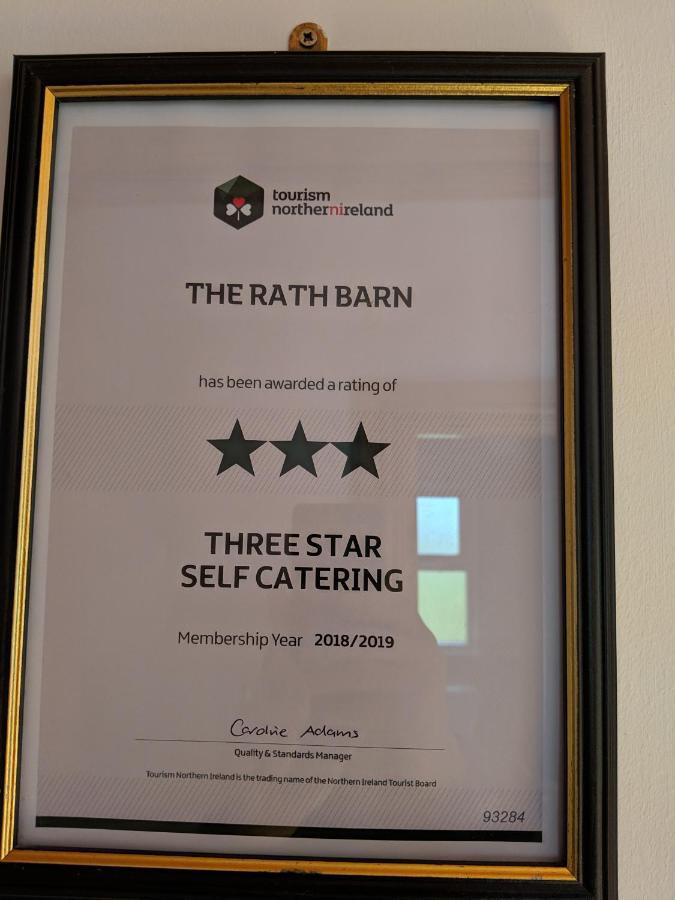 tourism
northernireland
THE RATH BARN
has been awarded a rating of
THREE STAR
SELF CATERING
Membership Year 2018/2019
Caroline Adams
Quality & Standards Manager
Tourism Northern Ireland is the trading name of the Northern Ireland Tourist Board
93284